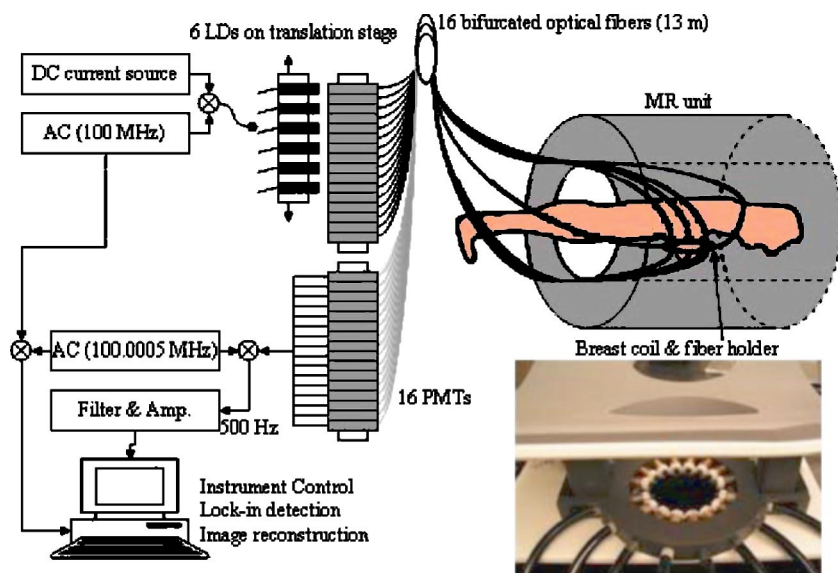 6 LDs on translation stage
16 bifurcated optical fibers (13 m)
DC current source
AC (100 MHz)
MR unit
AC (100.0005 MHz)
Breast coil & fiber holder
Filter & Amp.
500 Hz
16 PMTs
Instrument Control
Lock-in detection
Image reconstruction